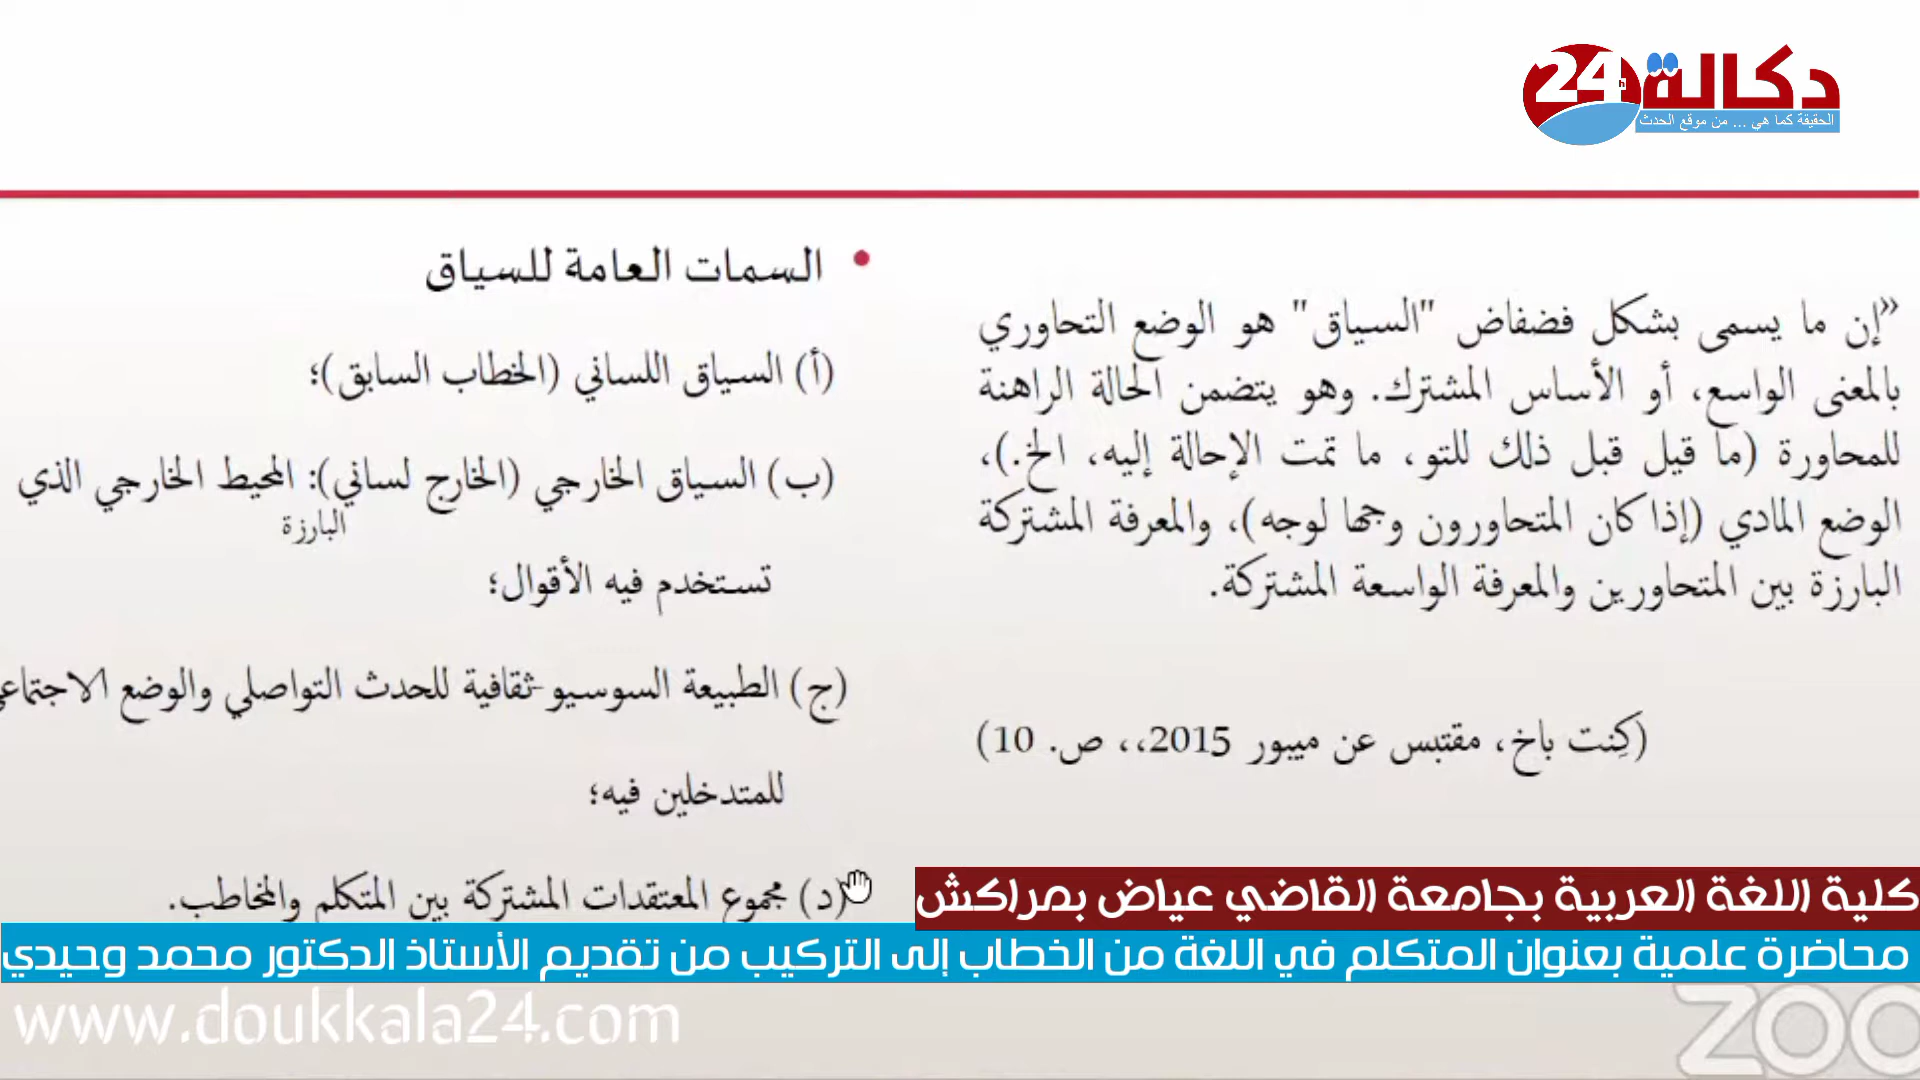 24h دكالة
الحقيقة كما هي ... من موقع الحدث
«إن ما يسمى بشكل فضفاض "السياق" هو الوضع التحاوري
بالمعنى الواسع، أو الأساس المشترك. وهو يتضمن الحالة الراهنة
للمحاورة (ما قيل قبل ذلك للتو، ما تمت الإحالة إليه، الخ.)،
الوضع المادي (إذا كان المتحاورون وجها لوجه)، والمعرفة المشتركة
البارزة بين المتحاورين والمعرفة الواسعة المشتركة.
(كِنت باخ، مقتبس عن ميبور 2015،، ص. 10)
• السمات العامة للسياق
(أ) السياق اللساني (الخطاب السابق)؛
(ب) السياق الخارجي (الخارج لساني): المحيط الخارجي الذي
البارزة
تستخدم فيه الأقوال؛
(ج) الطبيعة السوسيو-ثقافية للحدث التواصلي والوضع الاجتماعي
للمتدخلين فيه؛
(د) مجموع المعتقدات المشتركة بين المتكلم والمخاطب.
كلية اللغة العربية بجامعة القاضي عياض بمراكش
محاضرة علمية بعنوان المتكلم في اللغة من الخطاب إلى التركيب من تقديم الأستاذ الدكتور محمد وحيدي
www.doukkala24.com
ZOO